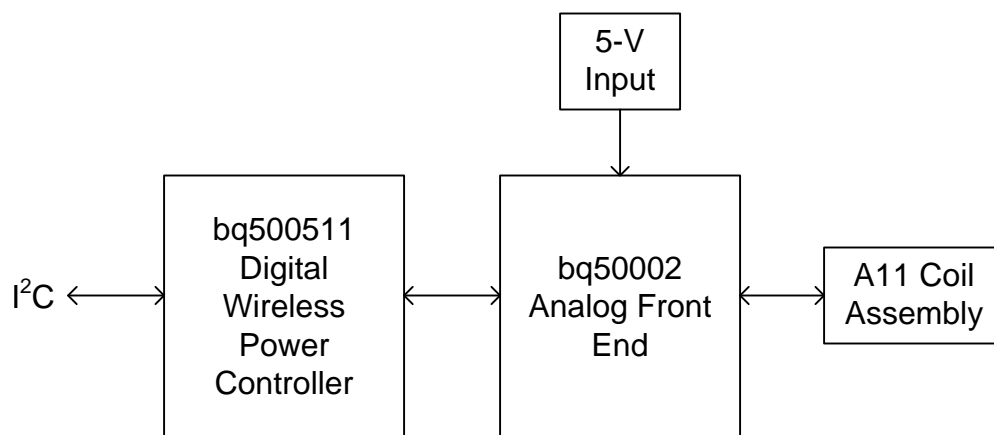 5-V
Input
bq500511
Digital
Wireless
Power
Controller
bq50002
Analog Front
End
A11 Coil
Assembly
I²C